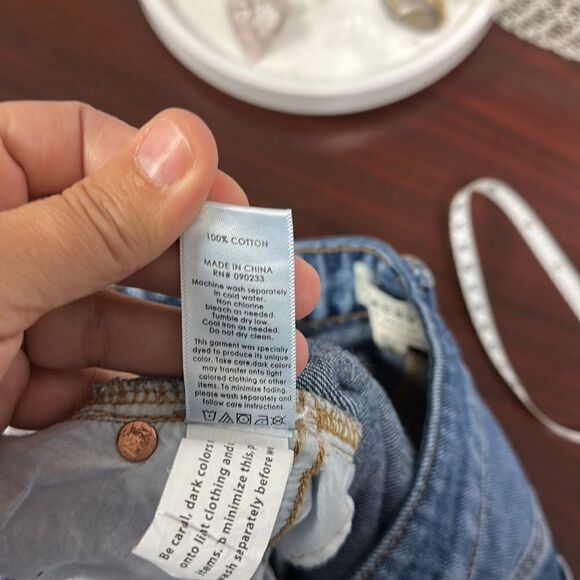 100% COTTON
MADE IN CHINA
RN# 090233
Machine wash separately
in cold water.
Non chlorine
bleach as needed.
Tumble dry low.
Cool iron as needed.
Do not dry clean.
This garment was specially
dyed to produce its unique
color. Take care,dark colors
may transfer onto light
colored clothing or other
items. To minimize fading,
please wash separately and
follow care instructions
Be car l, dark colors
onto li t clothing and
items. o minimize this, p
ash separately before we